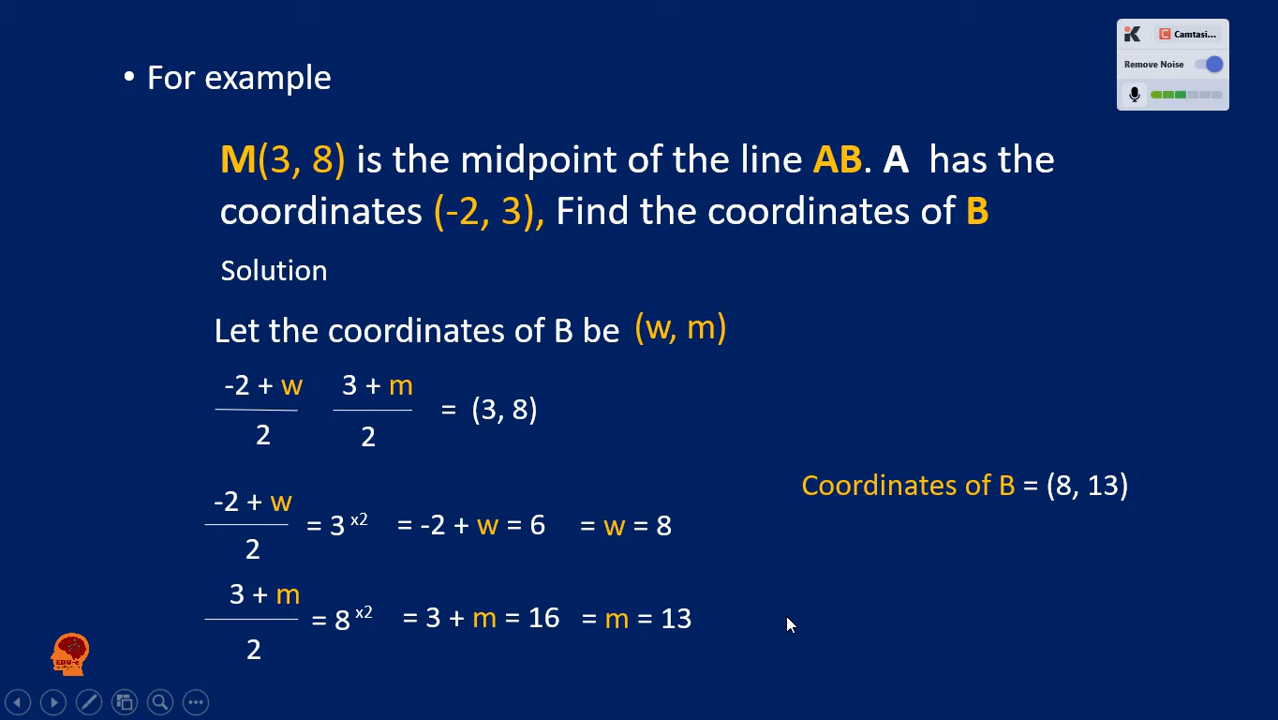 Camtasi...
Remove Noise
• For example
M(3, 8) is the midpoint of the line AB. A has the
coordinates (-2, 3), Find the coordinates of B
Solution
Let the coordinates of B be (w, m)
-2 + w 3 + m
2 2 = (3, 8)
Coordinates of B = (8, 13)
-2 + w
2 = 3 x2 = -2 + w = 6 = w = 8
3 + m
2 = 8 x2 = 3 + m = 16 = m = 13
EDU-C